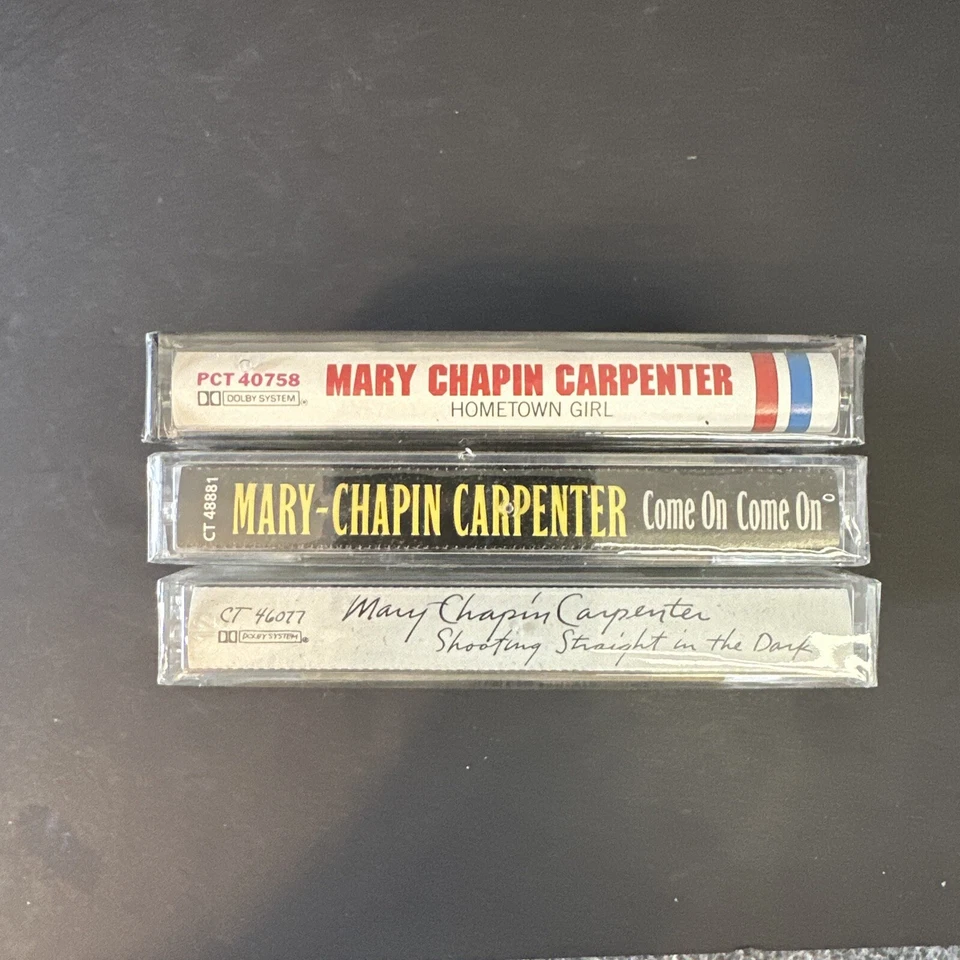 PCT 40758 MARY CHAPIN CARPENTER
DOLBY SYSTEM HOMETOWN GIRL
CT 48881 MARY-CHAPIN CARPENTER Come On Come On
CT 46077 Mary Chapin Carpenter
DOLBY SYSTEM Shooting Straight in the Dark